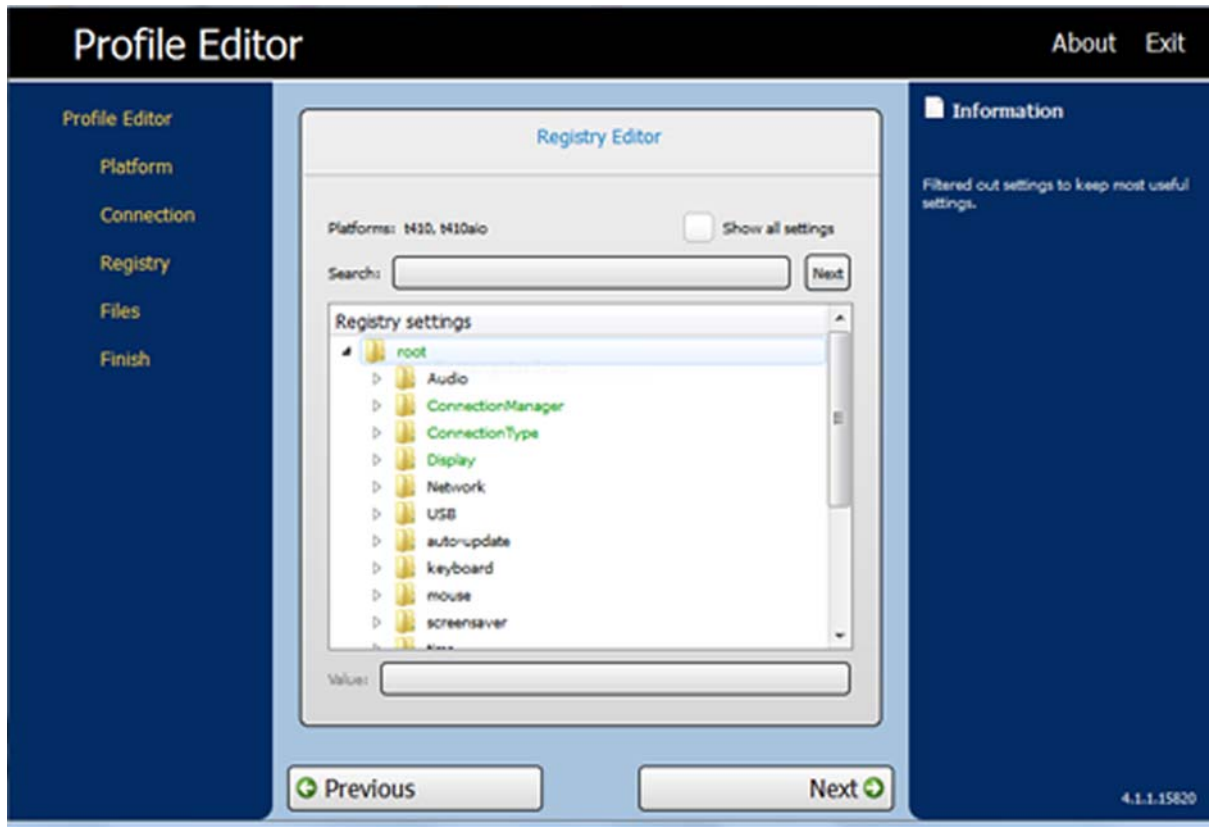 Profile Editor
About Exit
Profile Editor
Platform
Connection
Registry
Files
Finish
Registry Editor
Platforms: t410, t410aio
Show all settings
Search:
Next
Registry settings
root
Audio
ConnectionManager
ConnectionType
Display
Network
USB
auto-update
keyboard
mouse
screensaver
Value:
Previous
Next
Information
Filtered out settings to keep most useful
settings.
4.1.1.15820